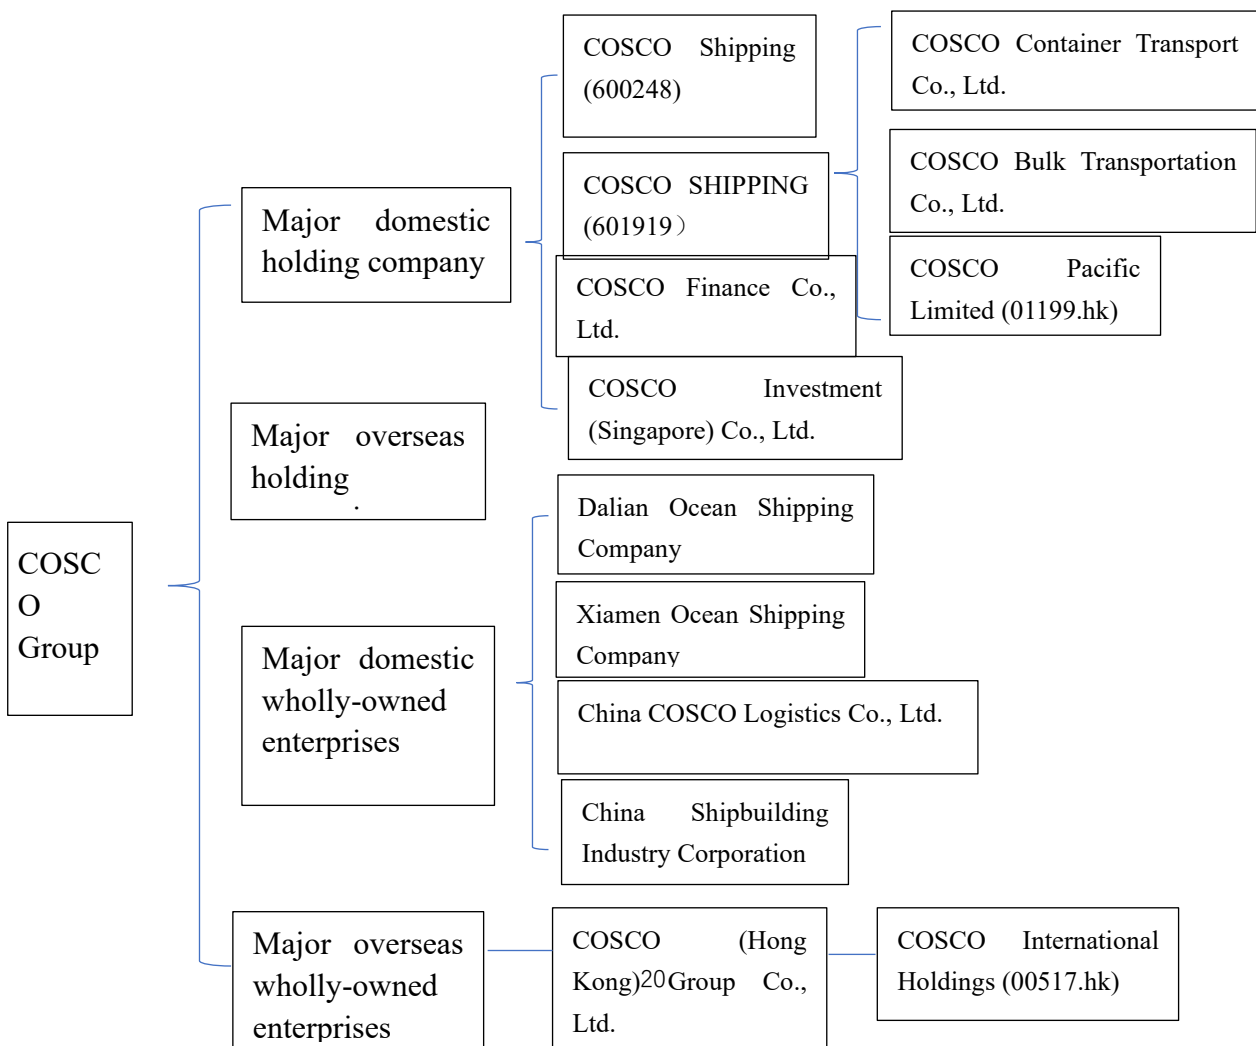 COSC
O
Group
Major domestic
holding company
Major overseas
holding
.
Major domestic
wholly-owned
enterprises
Major overseas
wholly-owned
enterprises
COSCO Shipping
(600248)
COSCO SHIPPING
(601919）
COSCO Finance Co.,
Ltd.
COSCO Investment
(Singapore) Co., Ltd.
Dalian Ocean Shipping
Company
Xiamen Ocean Shipping
Company
China COSCO Logistics Co., Ltd.
China Shipbuilding
Industry Corporation
COSCO (Hong
Kong)20Group Co.,
Ltd.
COSCO Container Transport
Co., Ltd.
COSCO Bulk Transportation
Co., Ltd.
COSCO Pacific
Limited (01199.hk)
COSCO International
Holdings (00517.hk)